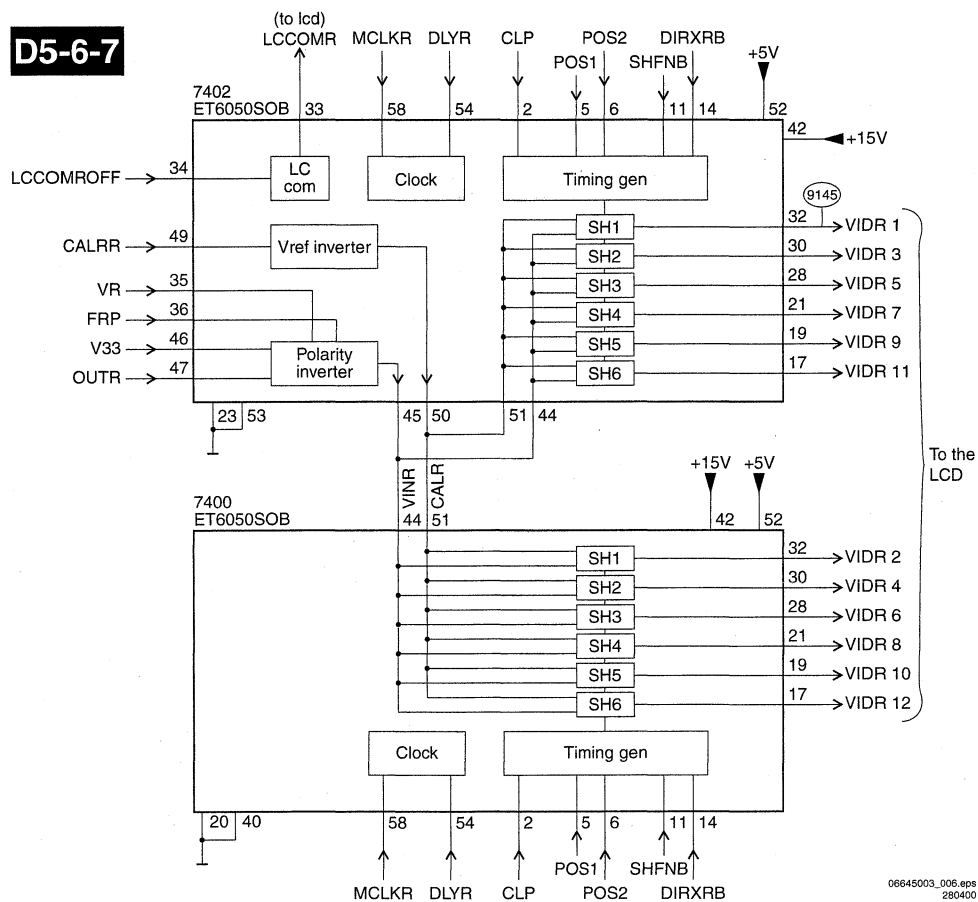 D5-6-7
(to lcd)
LCCOMR
MCLKR
DLYR
CLP
POS2
DIRXRB
POS1
SHFNB
+5V
7402
ET6050SOB
33
58
54
2
5
6
11
14
52
42
+15V
34
LCCOMROFF
LC
com
Clock
Timing gen
9145
49
CALRR
Vref inverter
35
VR
36
FRP
46
V33
47
OUTR
Polarity
inverter
SH1
32
VIDR 1
SH2
30
VIDR 3
SH3
28
VIDR 5
SH4
21
VIDR 7
SH5
19
VIDR 9
SH6
17
VIDR 11
23
53
45
50
51
44
To the
LCD
VINR
CALR
+15V
+5V
7400
ET6050SOB
44
51
42
52
SH1
32
VIDR 2
SH2
30
VIDR 4
SH3
28
VIDR 6
SH4
21
VIDR 8
SH5
19
VIDR 10
SH6
17
VIDR 12
Clock
Timing gen
20
40
58
54
2
5
6
11
14
POS1
SHFNB
MCLKR
DLYR
CLP
POS2
DIRXRB
06645003_006.eps
280400